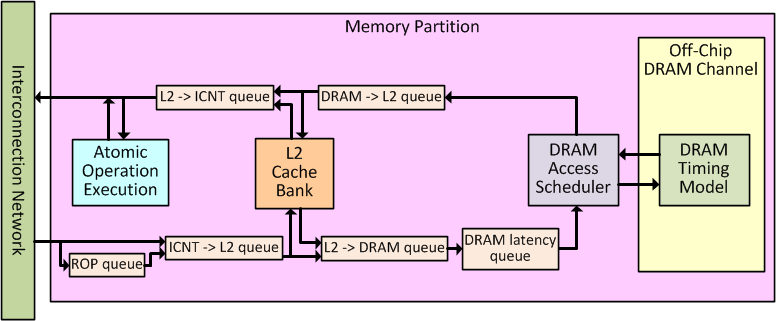 Memory Partition
Interconnection Network
Off-Chip
DRAM Channel
L2 -> ICNT queue
DRAM -> L2 queue
Atomic
Operation
Execution
L2
Cache
Bank
DRAM
Access
Scheduler
DRAM
Timing
Model
ROP queue
ICNT -> L2 queue
L2 -> DRAM queue
DRAM latency
queue